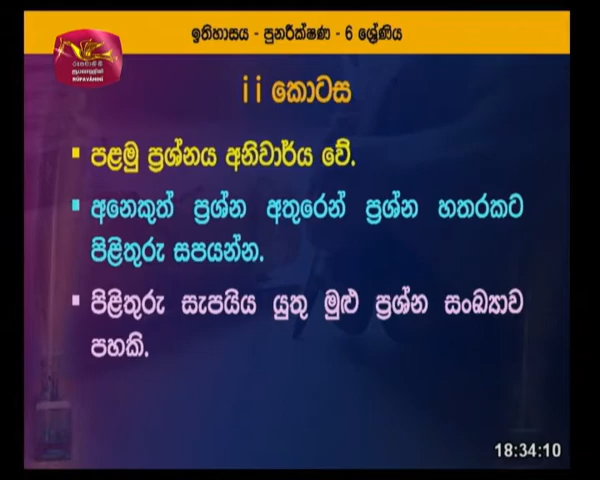 ඉතිහාසය - පුනරීක්ෂණ - 6 ශ්‍රේණිය
ii කොටස
පළමු ප්‍රශ්නය අනිවාර්ය වේ.
අනෙකුත් ප්‍රශ්න අතුරෙන් ප්‍රශ්න හතරකට
පිළිතුරු සපයන්න.
පිළිතුරු සැපයිය යුතු මුළු ප්‍රශ්න සංඛ්‍යාව
පහකි.
18:34:10